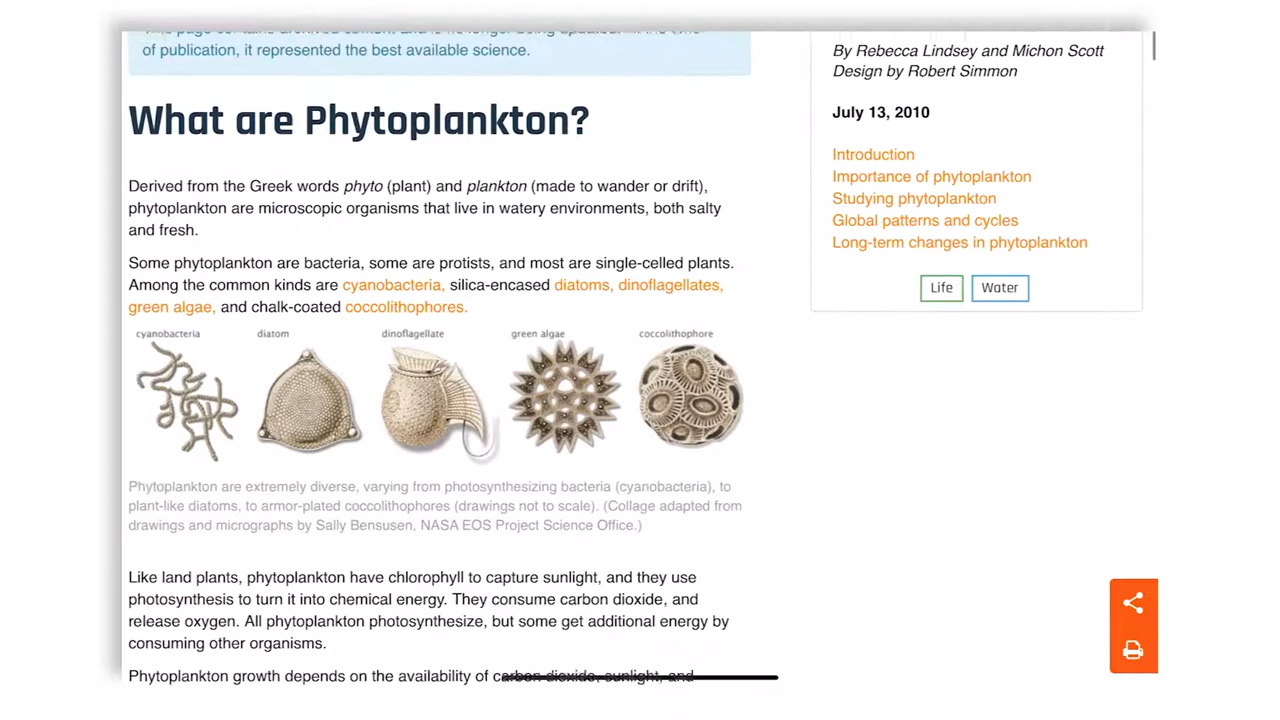 of publication, it represented the best available science.
What are Phytoplankton?
Derived from the Greek words phyto (plant) and plankton (made to wander or drift),
phytoplankton are microscopic organisms that live in watery environments, both salty
and fresh.
Some phytoplankton are bacteria, some are protists, and most are single-celled plants.
Among the common kinds are cyanobacteria, silica-encased diatoms, dinoflagellates,
green algae, and chalk-coated coccolithophores.
cyanobacteria diatom dinoflagellate green algae coccolithophore
Phytoplankton are extremely diverse, varying from photosynthesizing bacteria (cyanobacteria), to
plant-like diatoms, to armor-plated coccolithophores (drawings not to scale). (Collage adapted from
drawings and micrographs by Sally Bensusen, NASA EOS Project Science Office.)
Like land plants, phytoplankton have chlorophyll to capture sunlight, and they use
photosynthesis to turn it into chemical energy. They consume carbon dioxide, and
release oxygen. All phytoplankton photosynthesize, but some get additional energy by
consuming other organisms.
Phytoplankton growth depends on the availability of carbon dioxide, sunlight, and
By Rebecca Lindsey and Michon Scott
Design by Robert Simmon
July 13, 2010
Introduction
Importance of phytoplankton
Studying phytoplankton
Global patterns and cycles
Long-term changes in phytoplankton
Life Water